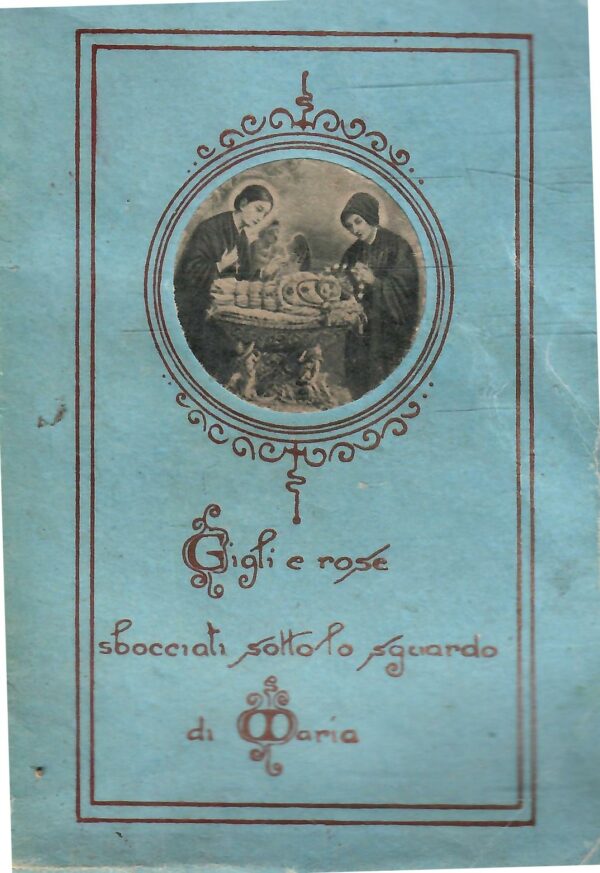 Gigli e rose
sbocciati sotto lo sguardo
di Maria